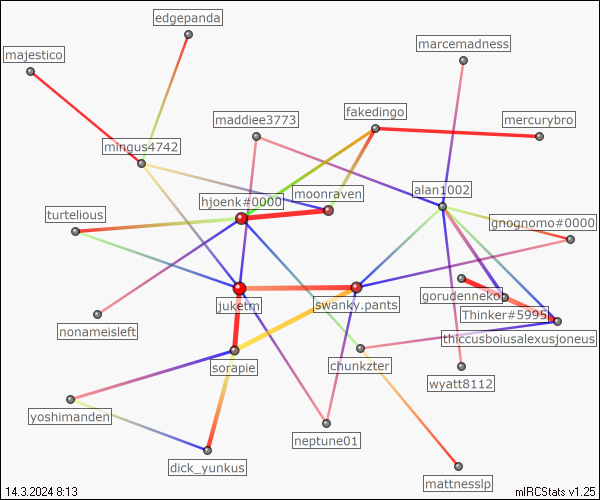 edgepanda
marcemadness
majestico
fakedingo
maddiee3773
mercurybro
mingus4742
moonraven
alan1002
hjoenk#0000
turtelious
gnognomo#0000
gorudenneko
juketm
swanky.pants
Thinker#5995
nonameisleft
thiccusboiusalexusjoneus
sorapie
chunkzter
wyatt8112
yoshimanden
neptune01
dick_yunkus
mattnesslp
14.3.2024 8:13
mIRCStats v1.25